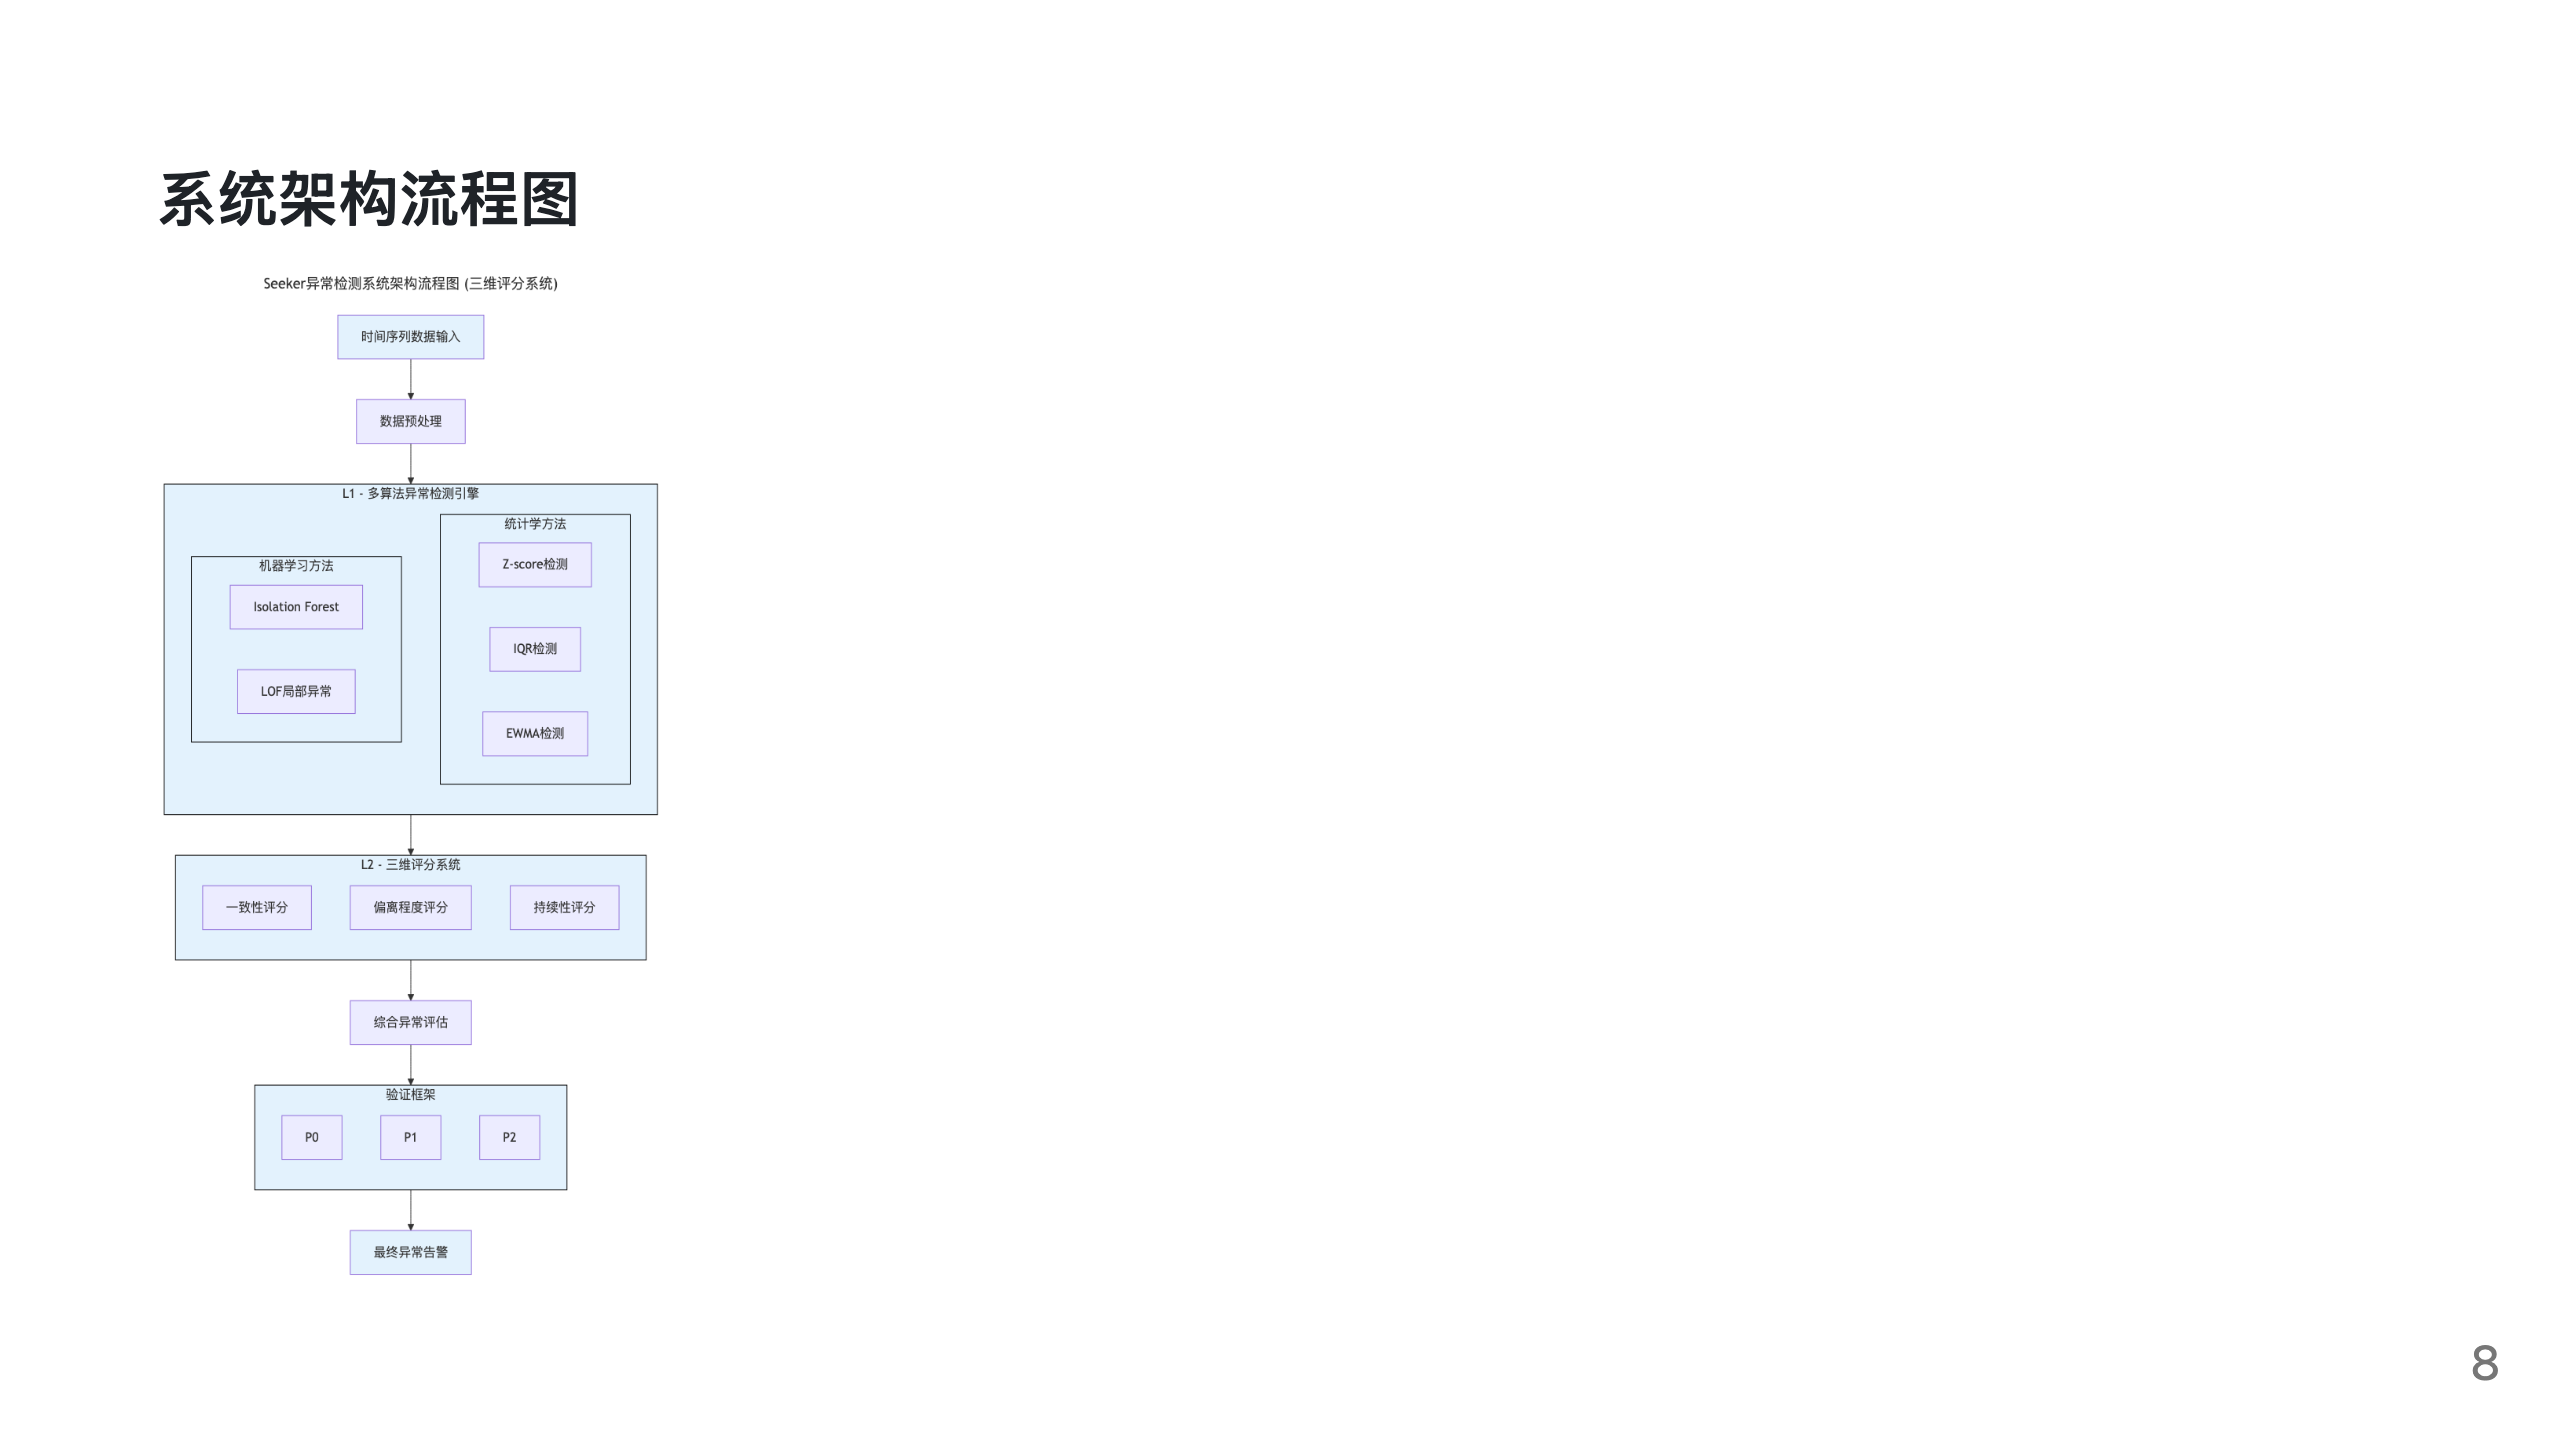 系统架构流程图
Seeker异常检测系统架构流程图 (三维评分系统)
时间序列数据输入
数据预处理
L1 - 多算法异常检测引擎
机器学习方法
Isolation Forest
LOF局部异常
统计学方法
Z-score检测
IQR检测
EWMA检测
L2 - 三维评分系统
一致性评分
偏离程度评分
持续性评分
综合异常评估
验证框架
P0
P1
P2
最终异常告警
8